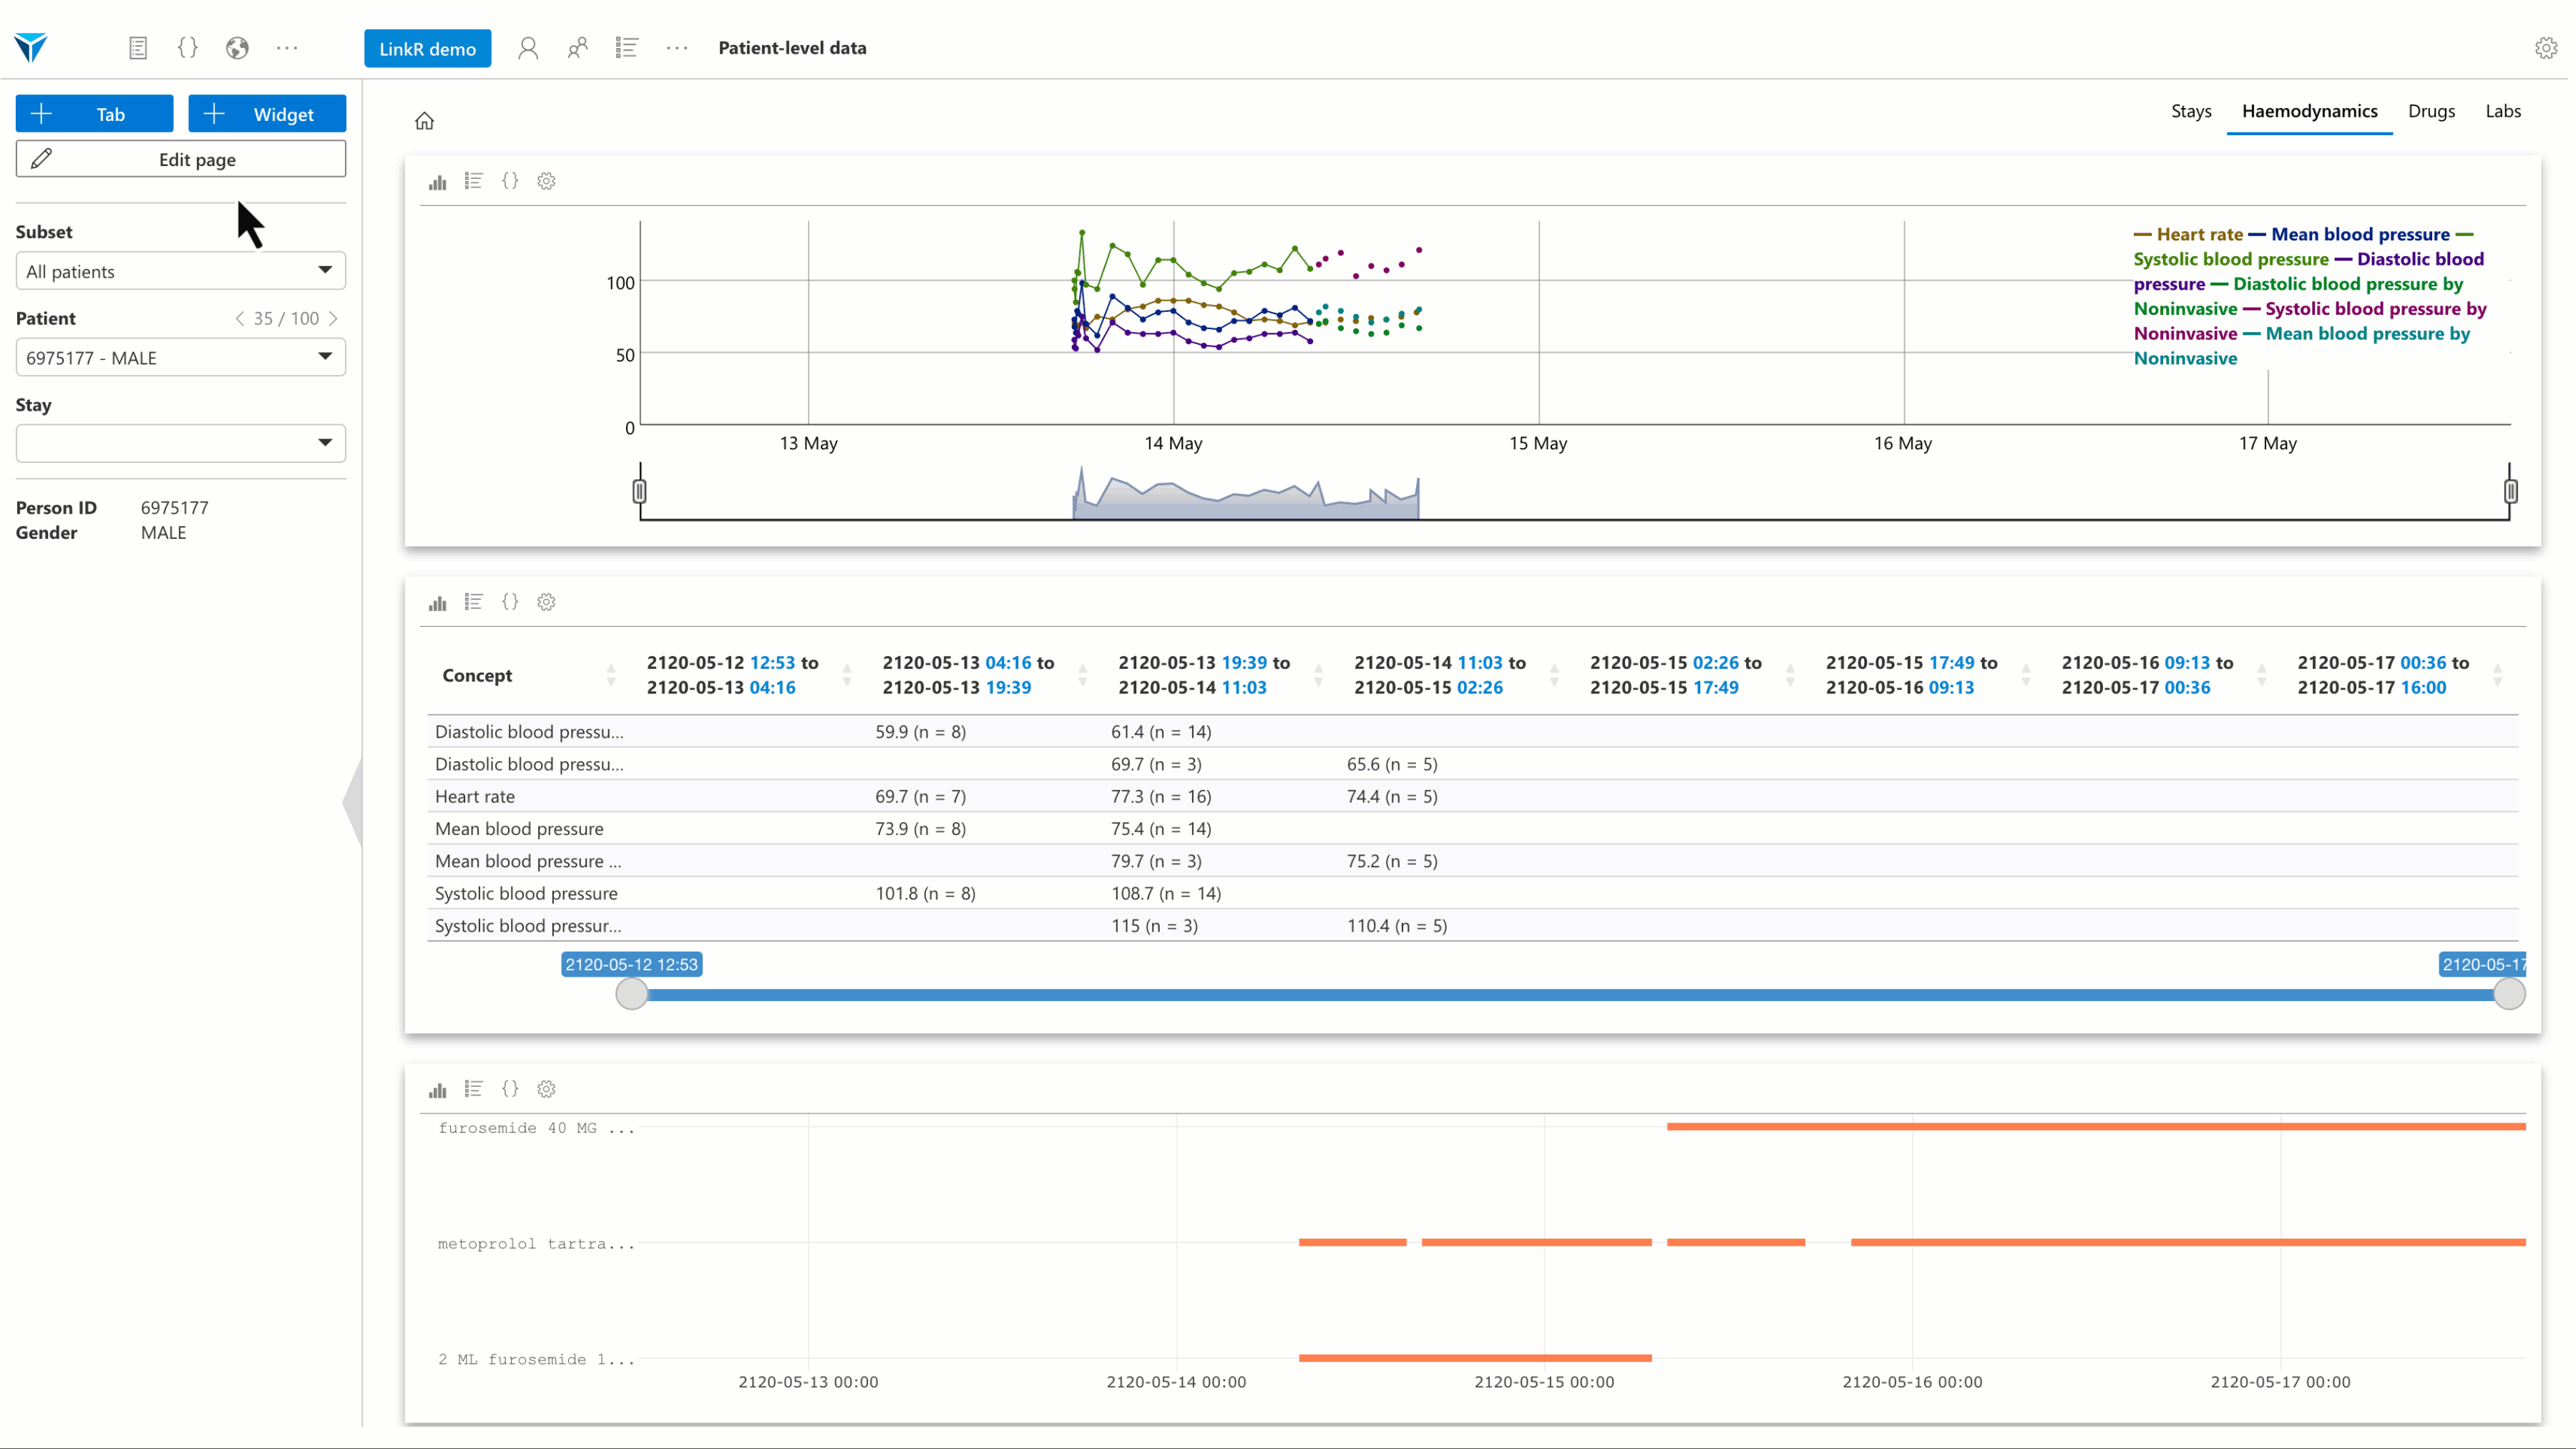 LinkR demo
Patient-level data
Tab
Widget
Edit page
Subset
All patients
Patient
35 / 100
6975177 - MALE
Stay
Person ID 6975177
Gender MALE
Stays Haemodynamics Drugs Labs
Heart rate Mean blood pressure
Systolic blood pressure Diastolic blood
pressure Diastolic blood pressure by
Noninvasive Systolic blood pressure by
Noninvasive Mean blood pressure by
Noninvasive
100
50
0
13 May 14 May 15 May 16 May 17 May
Concept
2120-05-12 12:53 to
2120-05-13 04:16
2120-05-13 04:16 to
2120-05-13 19:39
2120-05-13 19:39 to
2120-05-14 11:03
2120-05-14 11:03 to
2120-05-15 02:26
2120-05-15 02:26 to
2120-05-15 17:49
2120-05-15 17:49 to
2120-05-16 09:13
2120-05-16 09:13 to
2120-05-17 00:36
2120-05-17 00:36 to
2120-05-17 16:00
Diastolic blood pressu... 59.9 (n = 8) 61.4 (n = 14)
Diastolic blood pressu... 69.7 (n = 3) 65.6 (n = 5)
Heart rate 69.7 (n = 7) 77.3 (n = 16) 74.4 (n = 5)
Mean blood pressure 73.9 (n = 8) 75.4 (n = 14)
Mean blood pressure ... 79.7 (n = 3) 75.2 (n = 5)
Systolic blood pressure 101.8 (n = 8) 108.7 (n = 14)
Systolic blood pressur... 115 (n = 3) 110.4 (n = 5)
2120-05-12 12:53
2120-05-17
furosemide 40 MG ...
metoprolol tartra...
2 ML furosemide 1...
2120-05-13 00:00 2120-05-14 00:00 2120-05-15 00:00 2120-05-16 00:00 2120-05-17 00:00